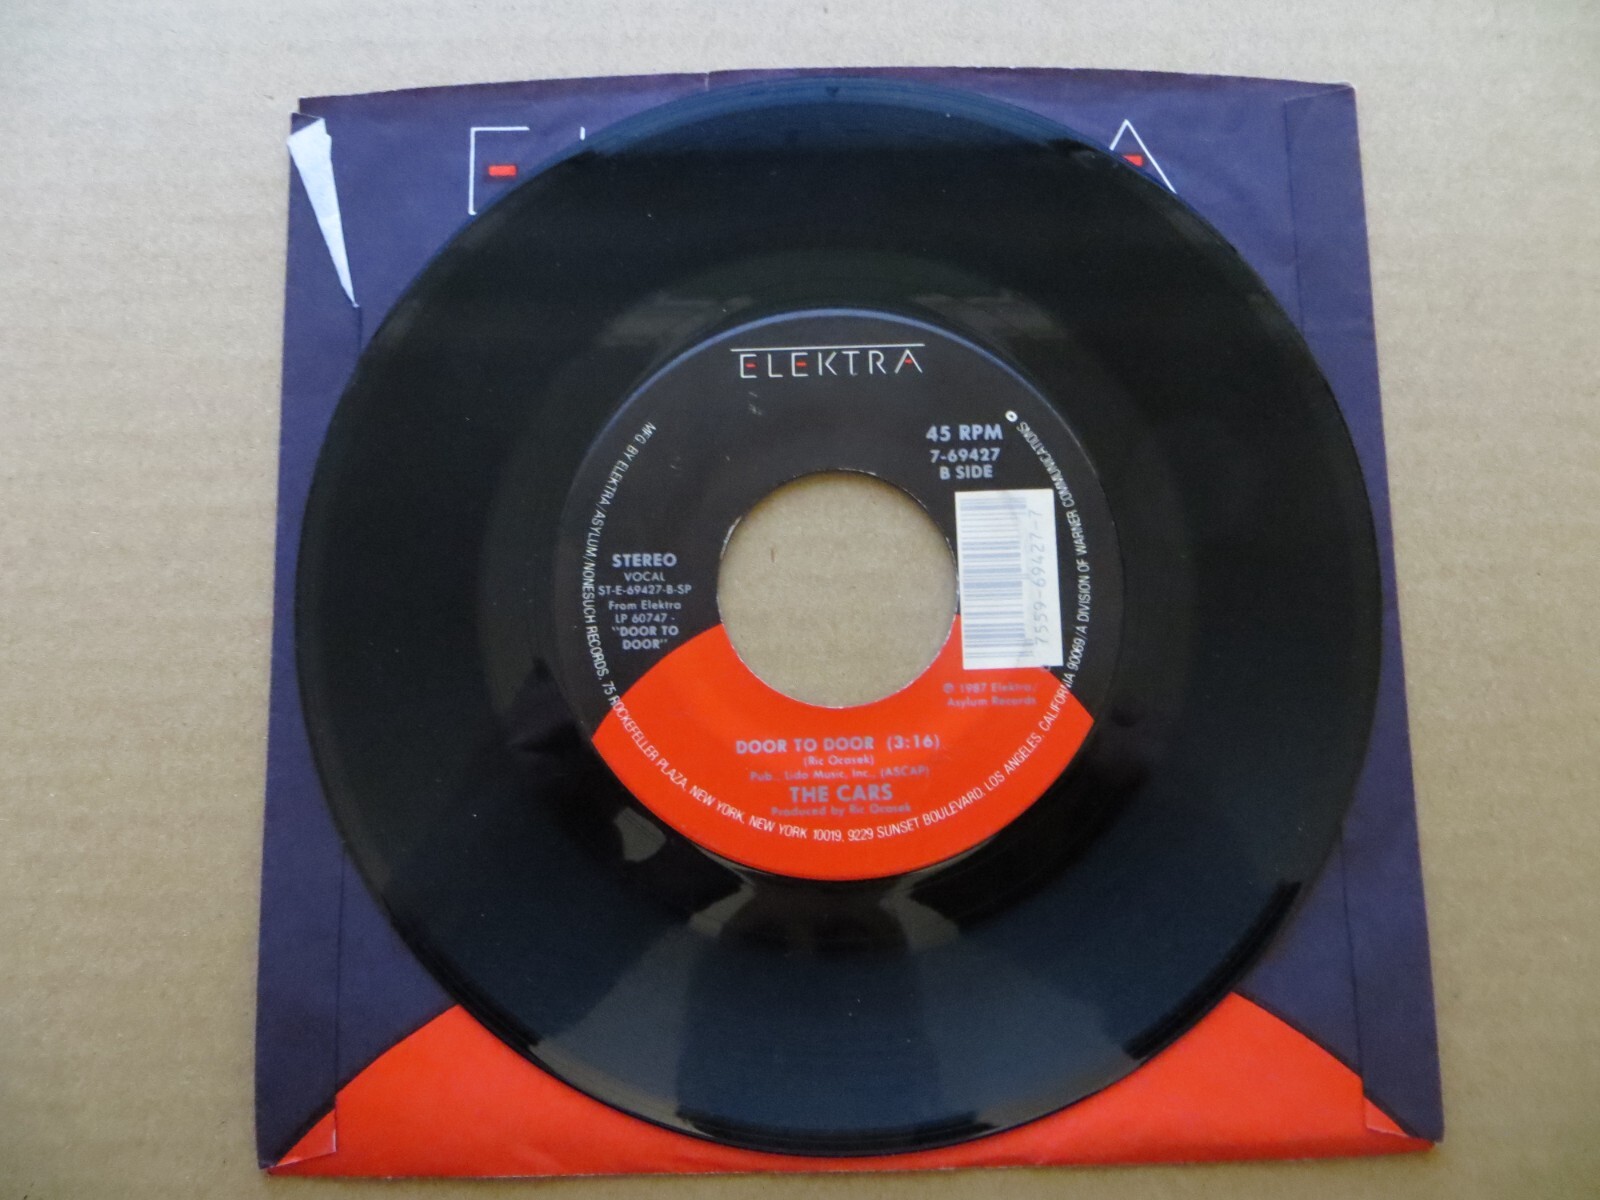 ELEKTRA
45 RPM
7-69427
B SIDE
STEREO
VOCAL
ST-E-69427-B-SP
From Elektra
LP 60747 -
"DOOR TO
DOOR"
7559-69427-7
℗ 1987 Elektra/
Asylum Records
DOOR TO DOOR (3:16)
(Ric Ocasek)
Pub., Lido Music, Inc., (ASCAP)
THE CARS
Produced by Ric Ocasek
MFG. BY ELEKTRA/ASYLUM/NONESUCH RECORDS, 75 ROCKEFELLER PLAZA, NEW YORK, NEW YORK 10019, 9229 SUNSET BOULEVARD, LOS ANGELES, CALIFORNIA 90069/A DIVISION OF WARNER COMMUNICATIONS